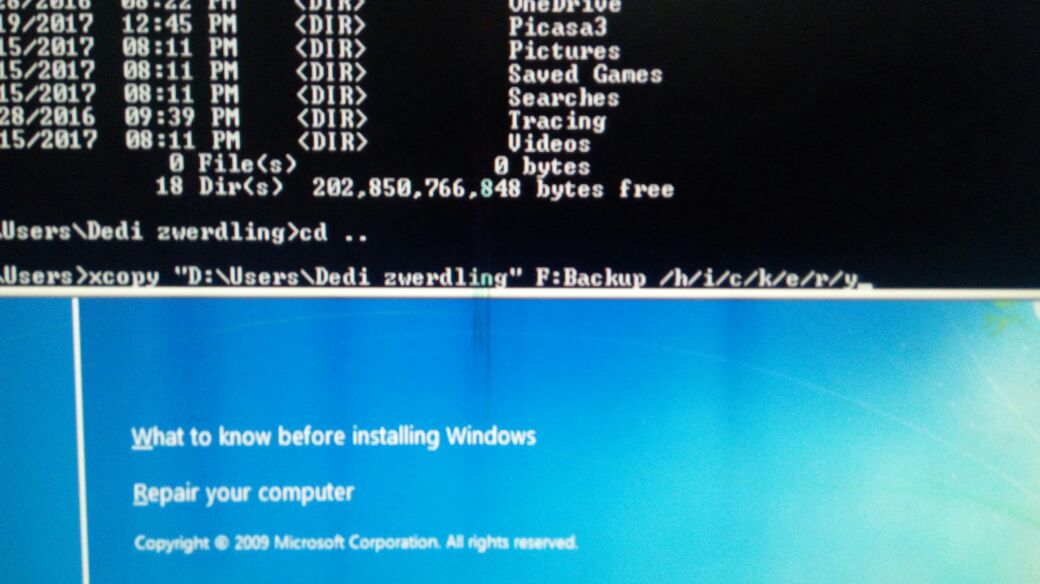 28/2016 08:22 PM <DIR> OneDrive
19/2017 12:45 PM <DIR> Picasa3
15/2017 08:11 PM <DIR> Pictures
15/2017 08:11 PM <DIR> Saved Games
15/2017 08:11 PM <DIR> Searches
28/2016 09:39 PM <DIR> Tracing
15/2017 08:11 PM <DIR> Videos
0 File(s) 0 bytes
18 Dir(s) 202,850,766,848 bytes free
\Users\Dedi zwerdling>cd ..
\Users>xcopy "D:\Users\Dedi zwerdling" F:Backup /h/i/c/k/e/r/y_
What to know before installing Windows
Repair your computer
Copyright © 2009 Microsoft Corporation. All rights reserved.